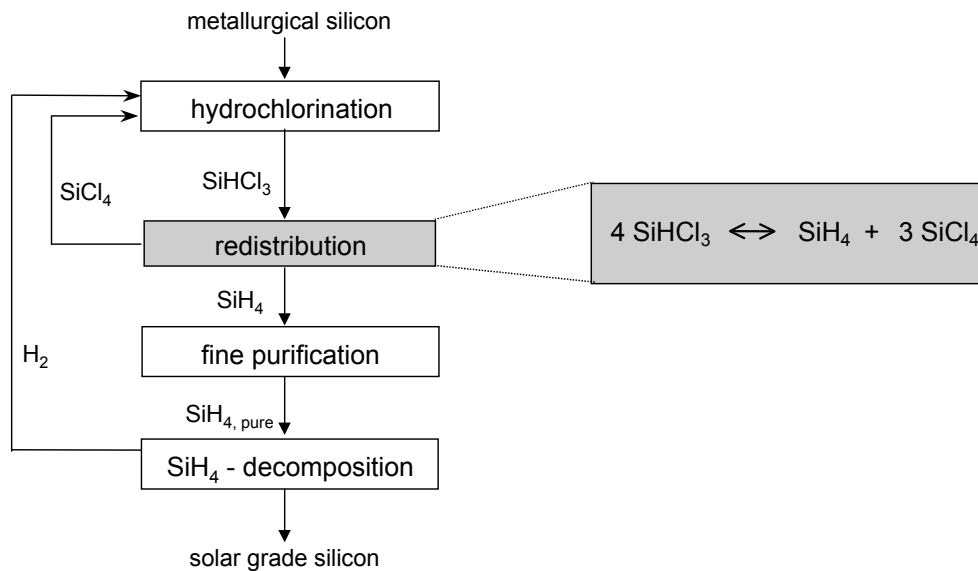 metallurgical silicon
hydrochlorination
SiCl₄
SiHCl₃
redistribution
4 SiHCl₃ ↔ SiH₄ + 3 SiCl₄
SiH₄
fine purification
H₂
SiH₄, pure
SiH₄ - decomposition
solar grade silicon